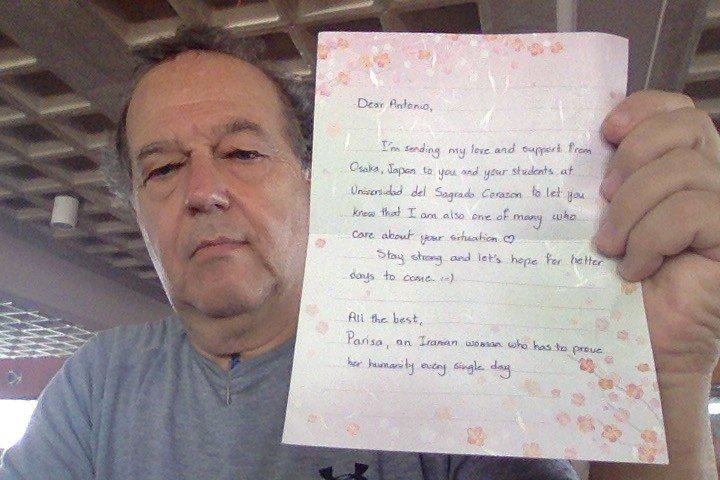 Dear Antonio,
I'm sending my love and support from
Osaka, Japan to you and your students at
Universidad del Sagrado Corazon to let you
know that I am also one of many who
care about your situation ♡
Stay strong and let's hope for better
days to come. :-)
All the best,
Parisa, an Iranian woman who has to prove
her humanity every single day